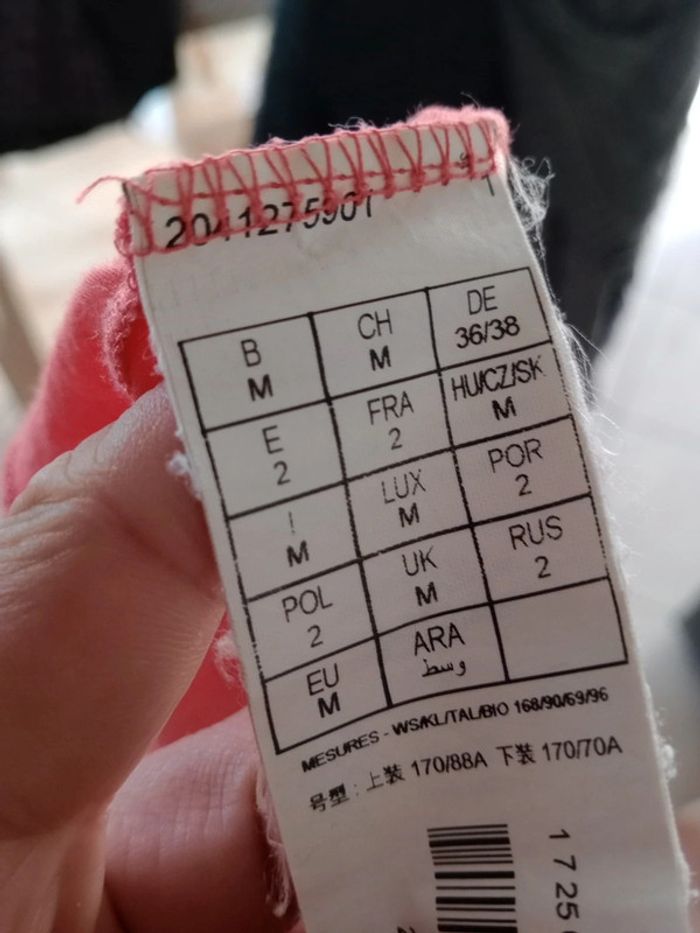 2041275901
B CH DE
M M 36/38
E FRA HU/CZ/SK
2 2 M
I LUX POR
M M 2
POL UK RUS
2 M 2
EU ARA
M وسط
MESURES - WS/KL/TAL/BIO 168/90/69/96
号型 : 上装 170/88A 下装 170/70A
1725